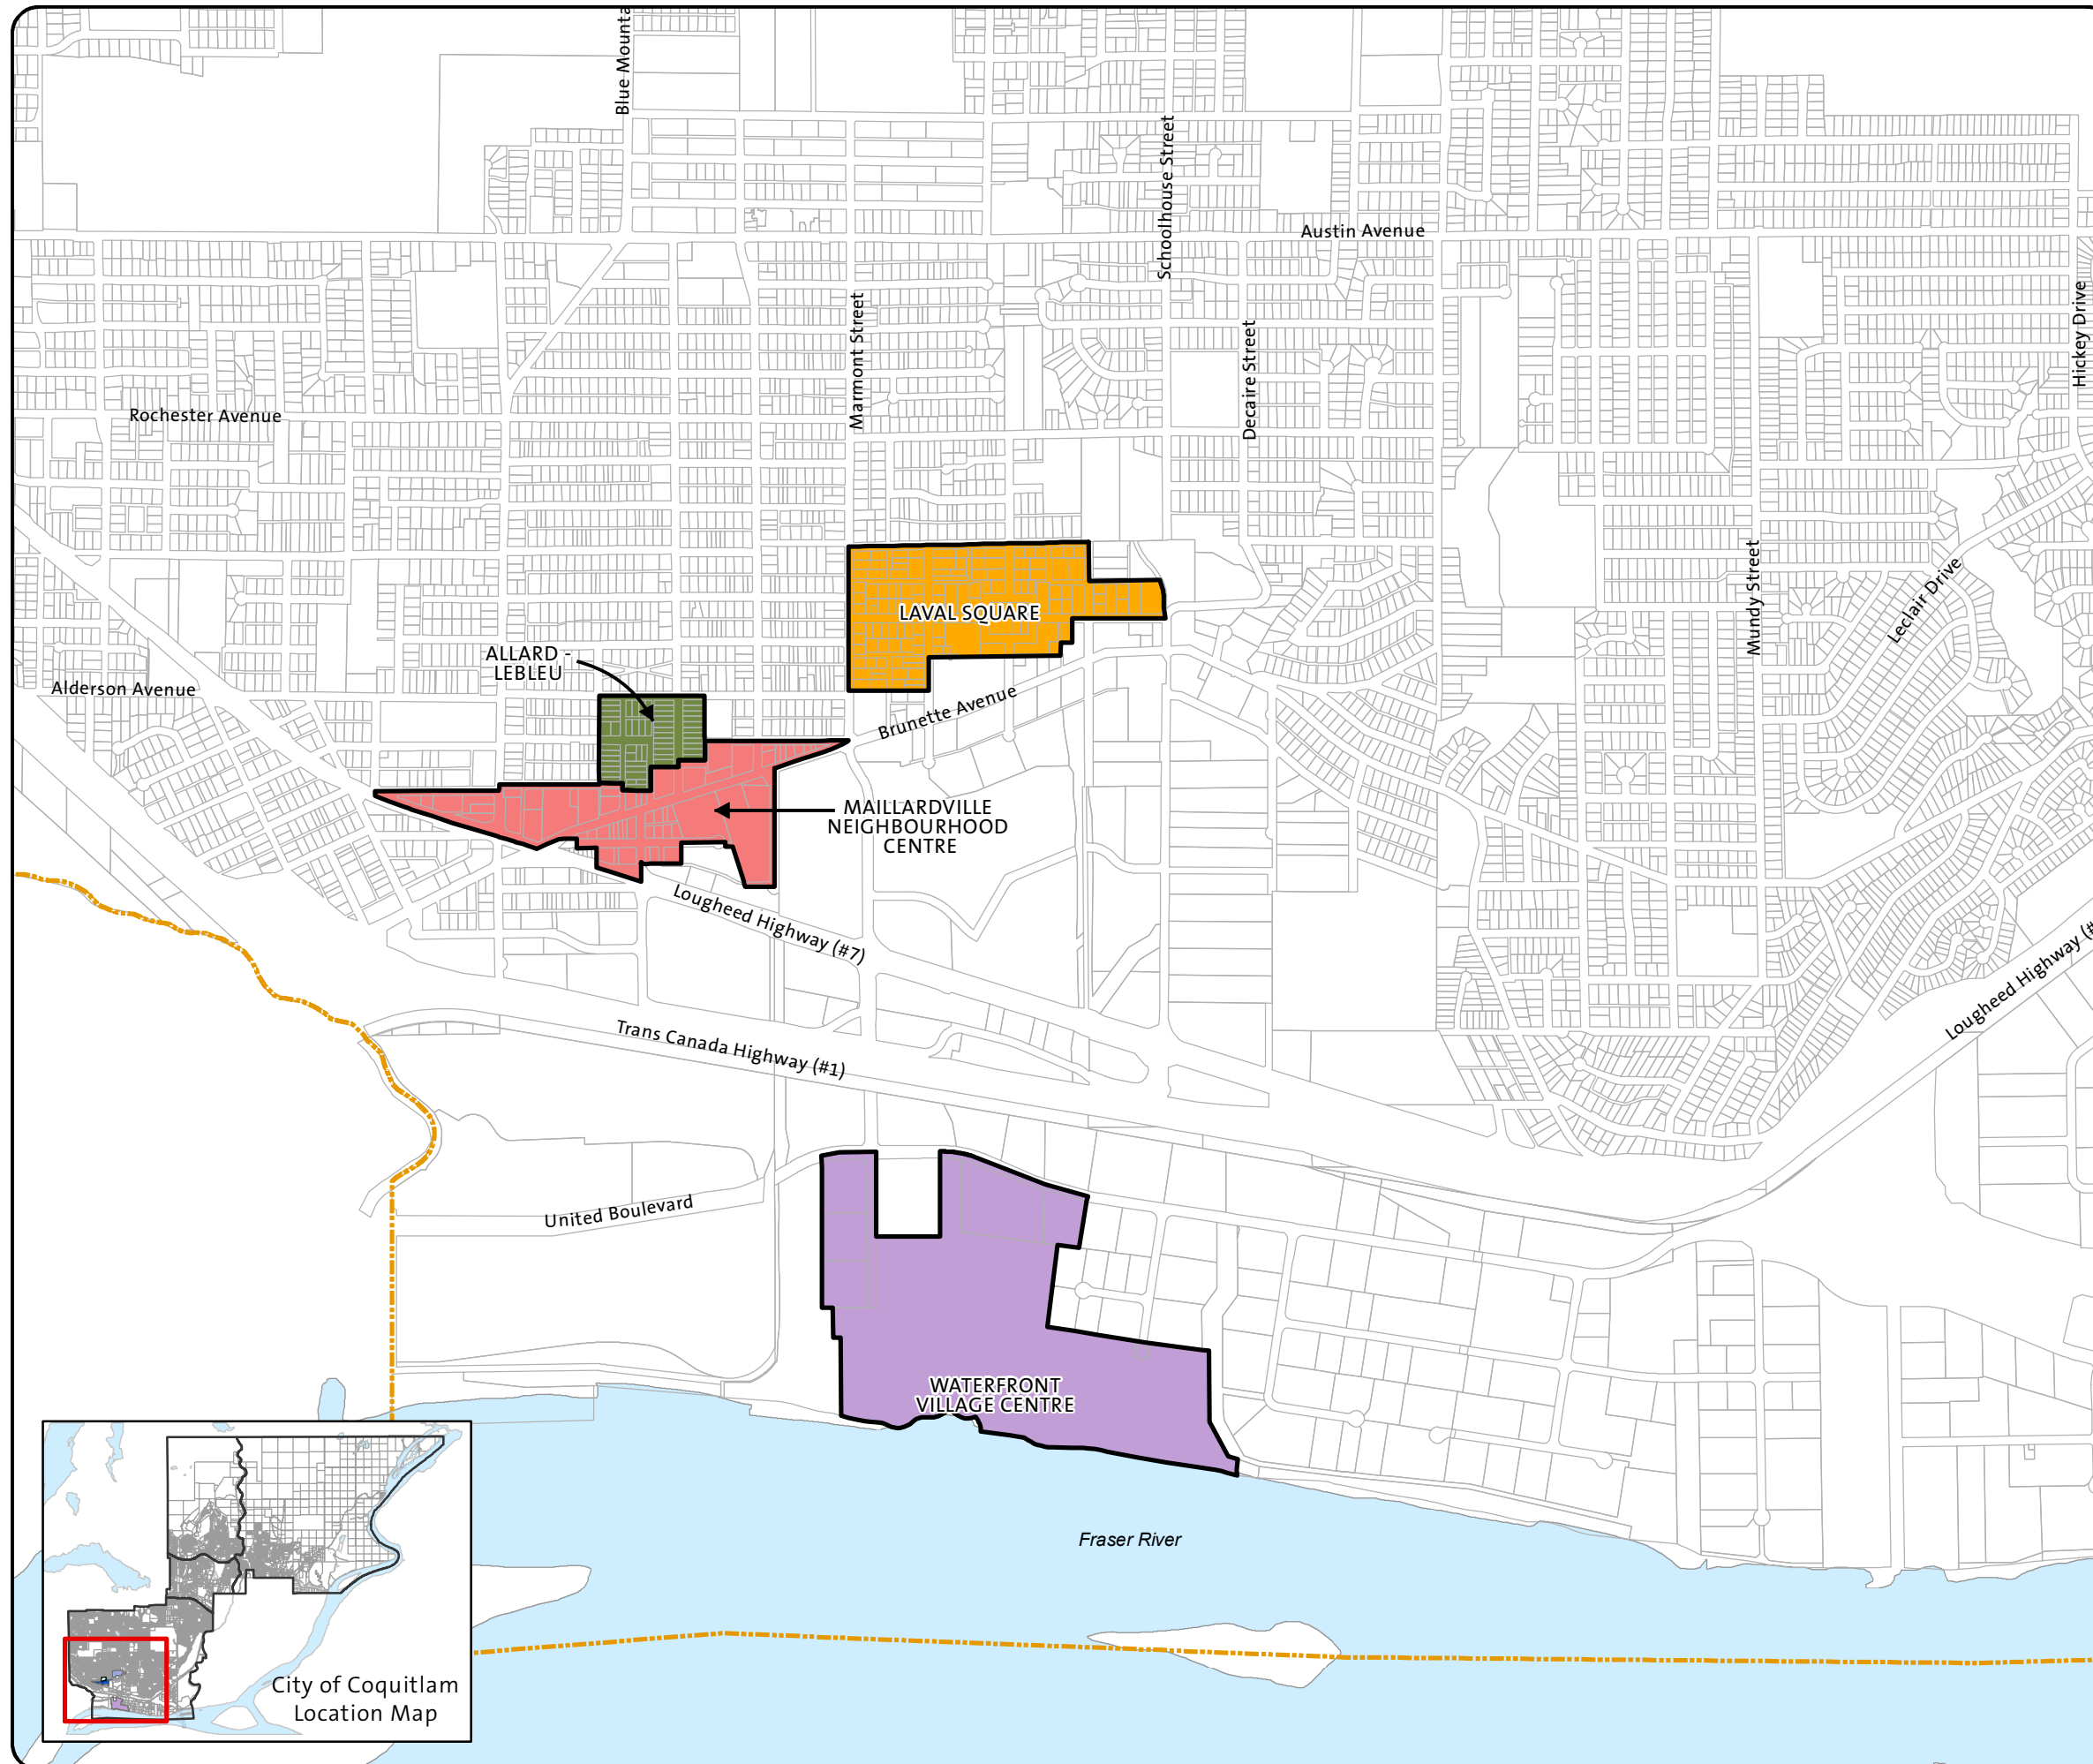 Blue Mounta
Schoolhouse Street
Austin Avenue
Hickey Drive
Marmont Street
Decaire Street
Rochester Avenue
Mundy Street
Leclair Drive
LAVAL SQUARE
ALLARD -
LEBLEU
Alderson Avenue
Brunette Avenue
MAILLARDVILLE
NEIGHBOURHOOD
CENTRE
Lougheed Highway (#7)
Lougheed Highway (#
Trans Canada Highway (#1)
United Boulevard
WATERFRONT
VILLAGE CENTRE
Fraser River
City of Coquitlam
Location Map